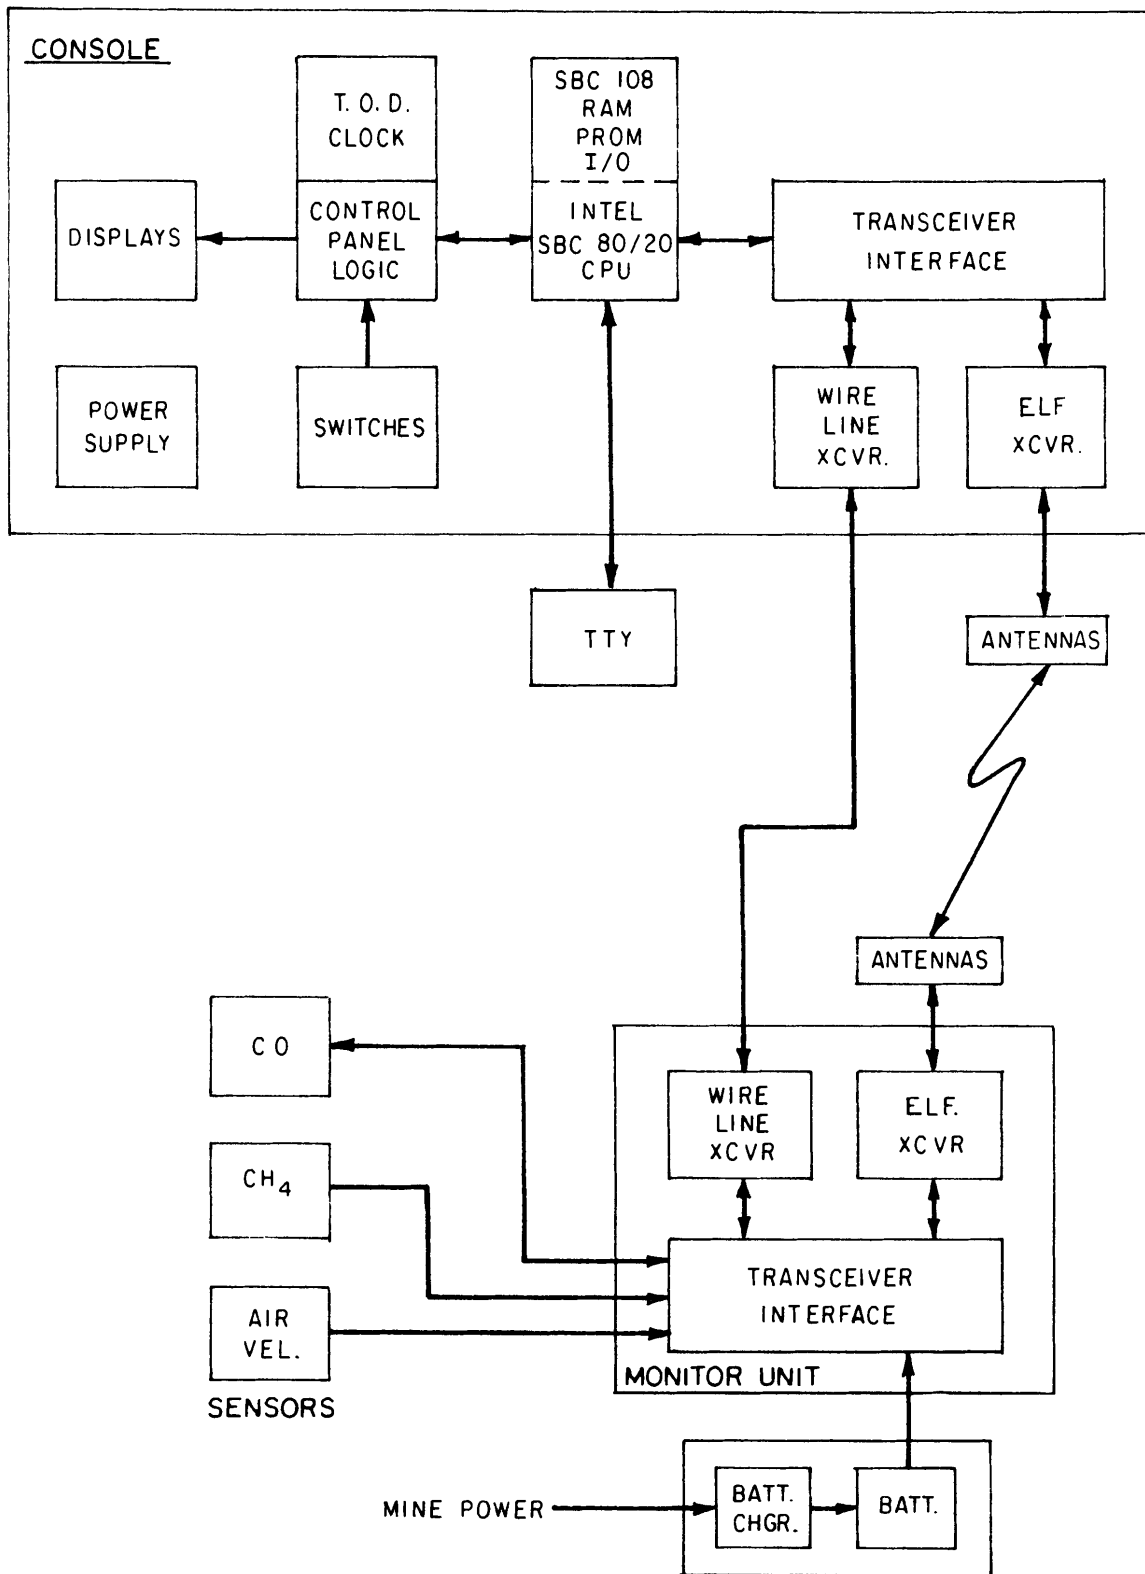 CONSOLE
T. O. D.
CLOCK
SBC 108
RAM
PROM
I/O
DISPLAYS
CONTROL
PANEL
LOGIC
INTEL
SBC 80/20
CPU
TRANSCEIVER
INTERFACE
POWER
SUPPLY
SWITCHES
WIRE
LINE
XCVR.
ELF
XCVR.
TTY
ANTENNAS
ANTENNAS
CO
WIRE
LINE
XCVR
ELF.
XCVR
CH4
TRANSCEIVER
INTERFACE
AIR
VEL.
MONITOR UNIT
SENSORS
MINE POWER
BATT.
CHGR.
BATT.